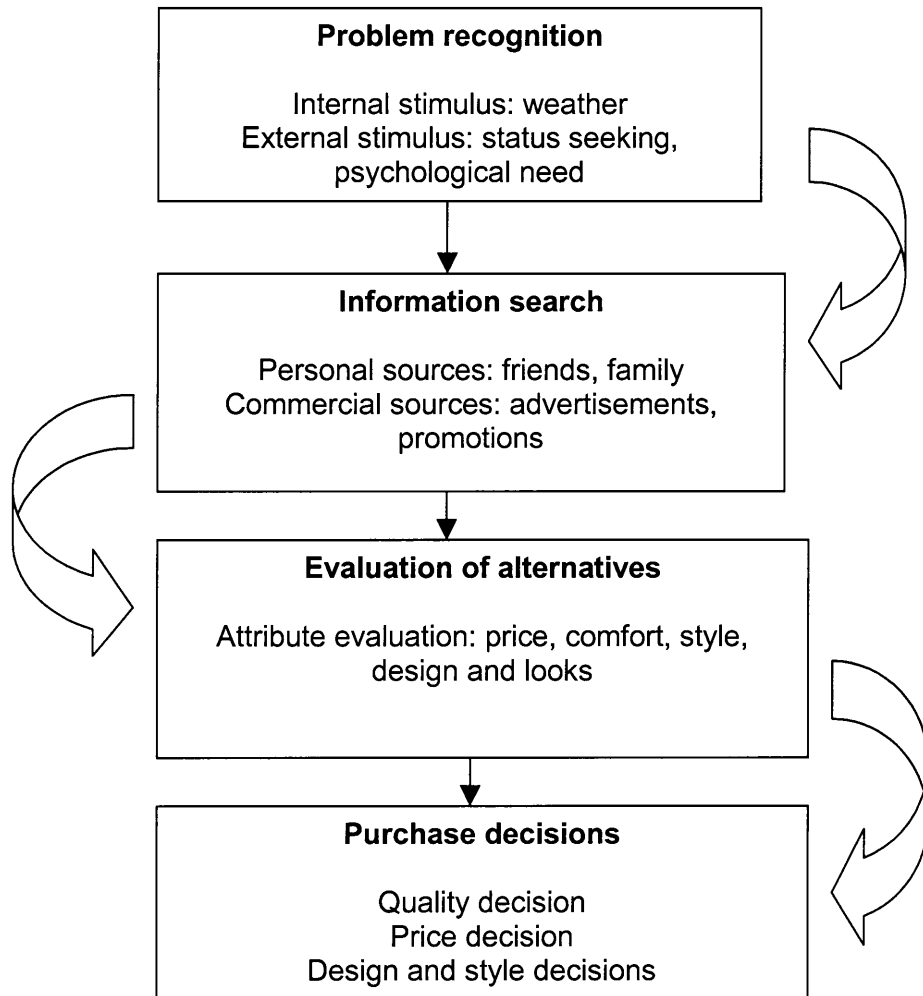 Problem recognition
Internal stimulus: weather
External stimulus: status seeking,
psychological need
Information search
Personal sources: friends, family
Commercial sources: advertisements,
promotions
Evaluation of alternatives
Attribute evaluation: price, comfort, style,
design and looks
Purchase decisions
Quality decision
Price decision
Design and style decisions